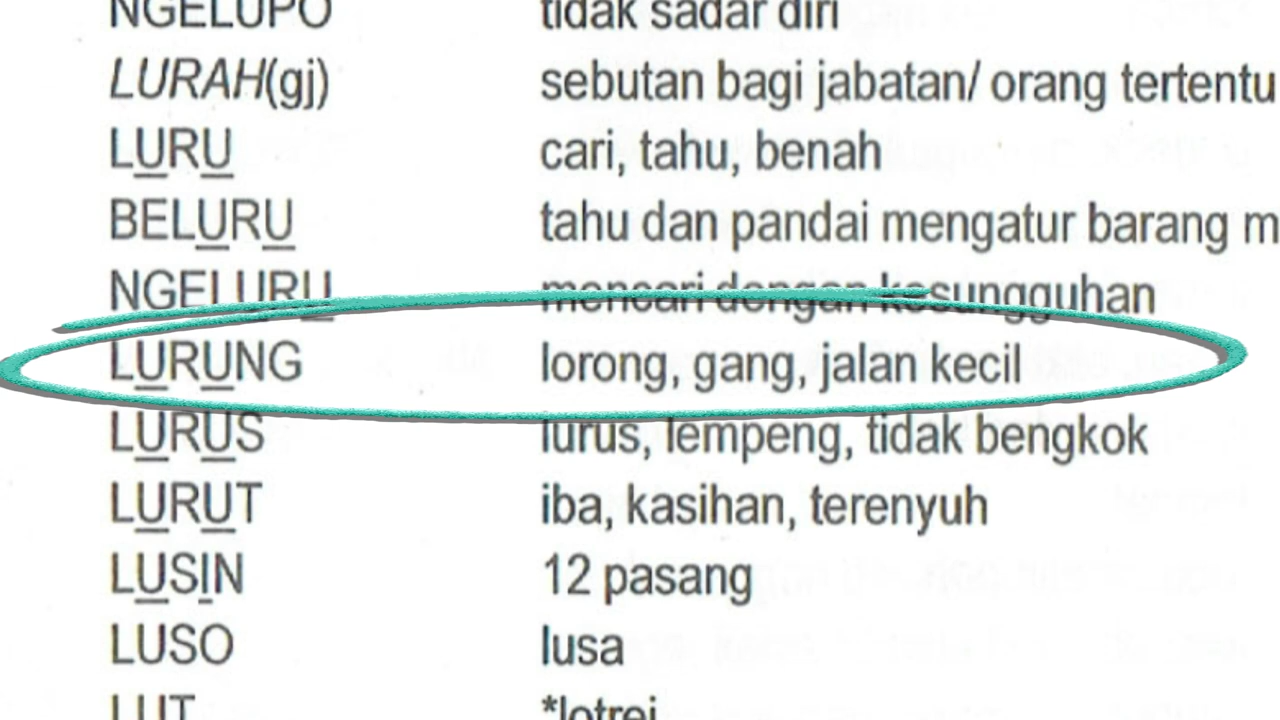 NGELUPO tidak sadar diri
LURAH(gj) sebutan bagi jabatan/ orang tertentu
LURU cari, tahu, benah
BELURU tahu dan pandai mengatur barang m
NGELURU mencari dengan kesungguhan
LURUNG lorong, gang, jalan kecil
LURUS lurus, lempeng, tidak bengkok
LURUT iba, kasihan, terenyuh
LUSIN 12 pasang
LUSO lusa
LUT *lotrei